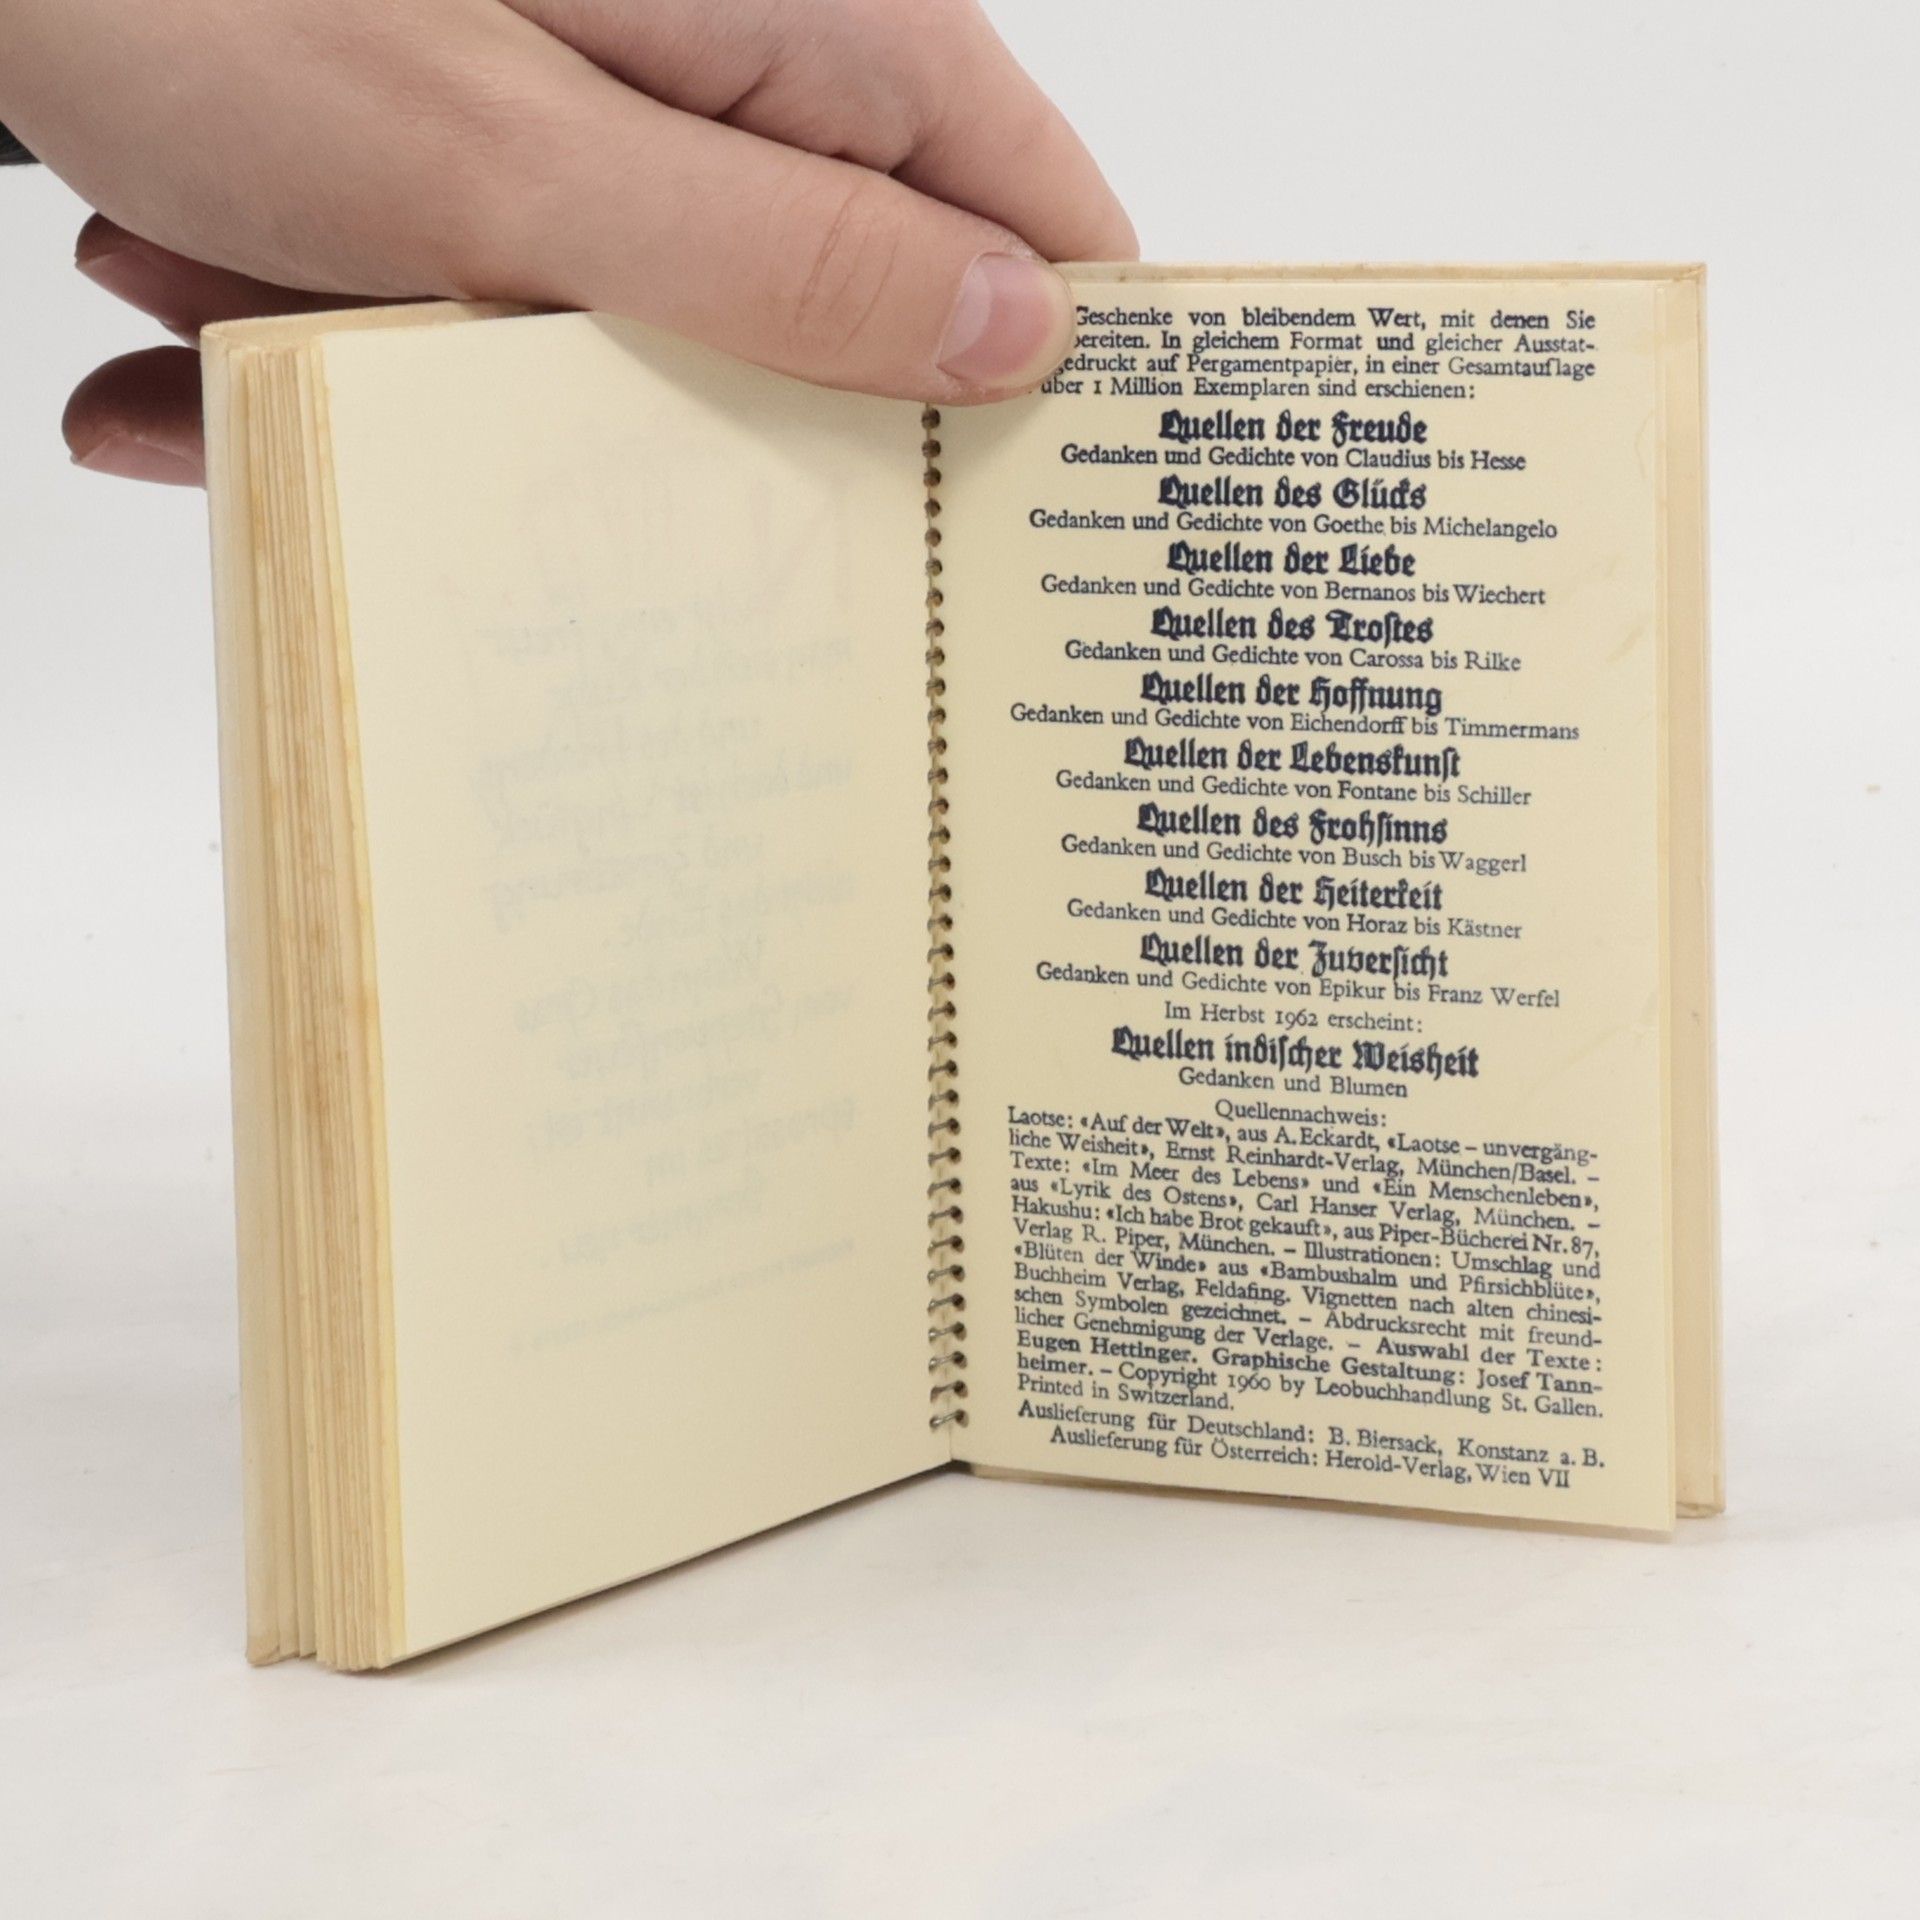 Geschenke von bleibendem Wert, mit denen Sie
bereiten. In gleichem Format und gleicher Ausstat-
gedruckt auf Pergamentpapier, in einer Gesamtauflage
über 1 Million Exemplaren sind erschienen:
Quellen der Freude
Gedanken und Gedichte von Claudius bis Hesse
Quellen des Glücks
Gedanken und Gedichte von Goethe bis Michelangelo
Quellen der Liebe
Gedanken und Gedichte von Bernanos bis Wiechert
Quellen des Trostes
Gedanken und Gedichte von Carossa bis Rilke
Quellen der Hoffnung
Gedanken und Gedichte von Eichendorff bis Timmermans
Quellen der Lebenskunst
Gedanken und Gedichte von Fontane bis Schiller
Quellen des Frohsinns
Gedanken und Gedichte von Busch bis Waggerl
Quellen der Heiterkeit
Gedanken und Gedichte von Horaz bis Kästner
Quellen der Zuversicht
Gedanken und Gedichte von Epikur bis Franz Werfel
Im Herbst 1962 erscheint:
Quellen indischer Weisheit
Gedanken und Blumen
Quellennachweis:
Laotse: «Auf der Welt», aus A. Eckardt, «Laotse – unvergäng-
liche Weisheit», Ernst Reinhardt-Verlag, München/Basel. –
Texte: «Im Meer des Lebens» und «Ein Menschenleben»,
aus «Lyrik des Ostens», Carl Hanser Verlag, München. –
Hakushu: «Ich habe Brot gekauft», aus Piper-Bücherei Nr. 87,
Verlag R. Piper, München. – Illustrationen: Umschlag und
«Blüten der Winde» aus «Bambushalm und Pfirsichblüte»,
Buchheim Verlag, Feldafing. Vignetten nach alten chinesi-
schen Symbolen gezeichnet. – Abdrucksrecht mit freund-
licher Genehmigung der Verlage. – Auswahl der Texte:
Eugen Hettinger. Graphische Gestaltung: Josef Tann-
heimer. – Copyright 1960 by Leobuchhandlung St. Gallen.
Printed in Switzerland.
Auslieferung für Deutschland: B. Biersack, Konstanz a. B.
Auslieferung für Österreich: Herold-Verlag, Wien VII